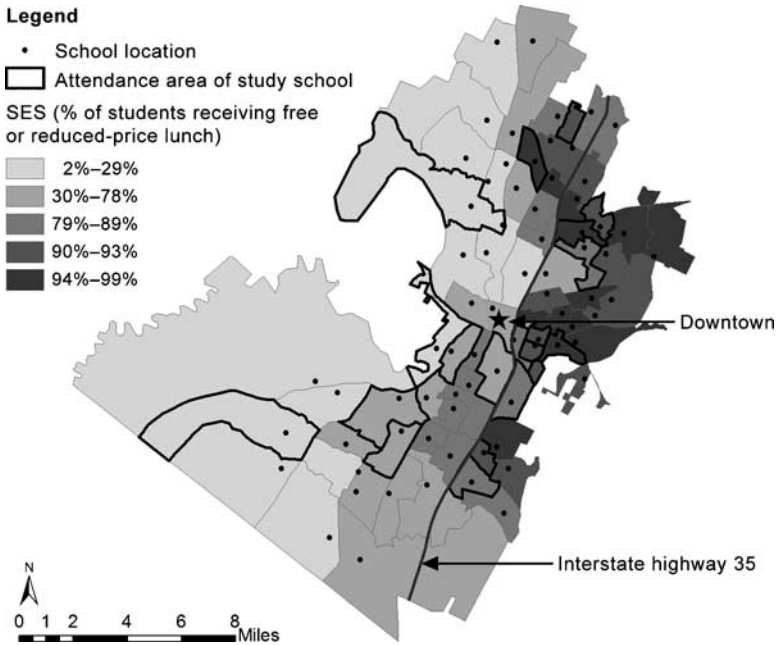 Legend
School location
Attendance area of study school
SES (% of students receiving free
or reduced-price lunch)
2%–29%
30%–78%
79%–89%
90%–93%
94%–99%
Downtown
Interstate highway 35
N
0 1 2 4 6 8
Miles